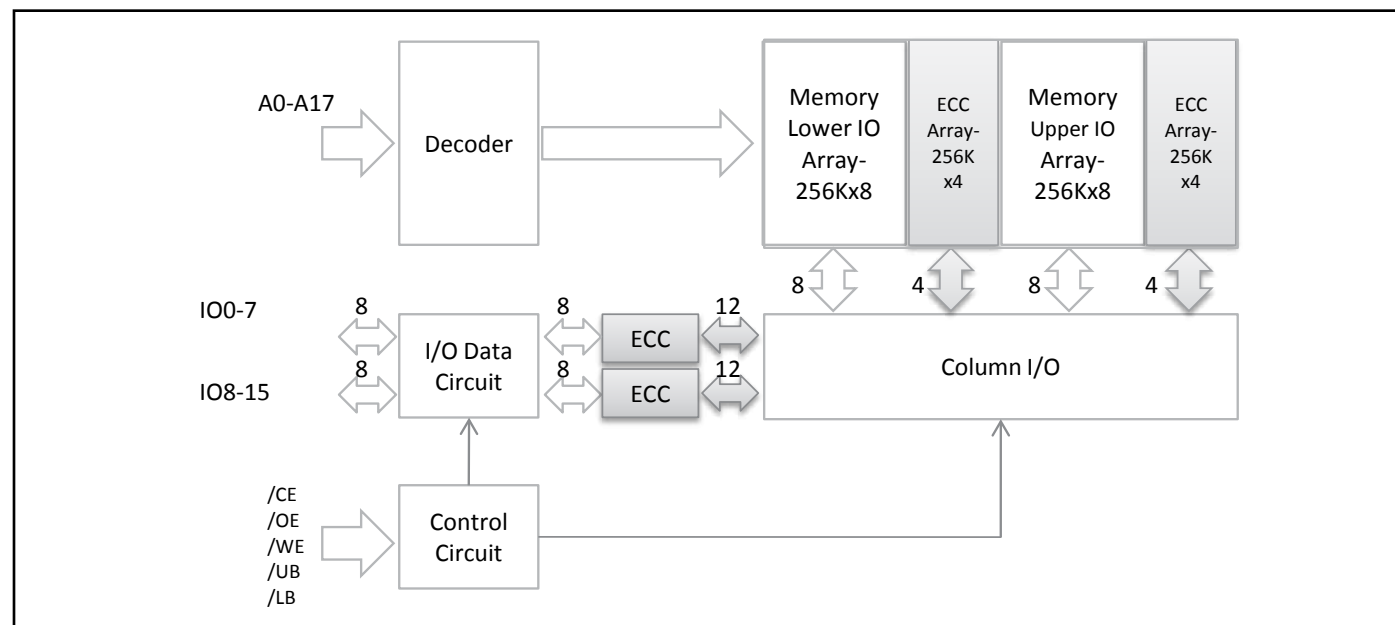 A0-A17
Decoder
Memory
Lower IO
Array-
256Kx8
ECC
Array-
256K
x4
Memory
Upper IO
Array-
256Kx8
ECC
Array-
256K
x4
8
4
8
4
IO0-7
8
8
12
I/O Data
Circuit
ECC
Column I/O
IO8-15
8
8
12
ECC
/CE
/OE
/WE
/UB
/LB
Control
Circuit